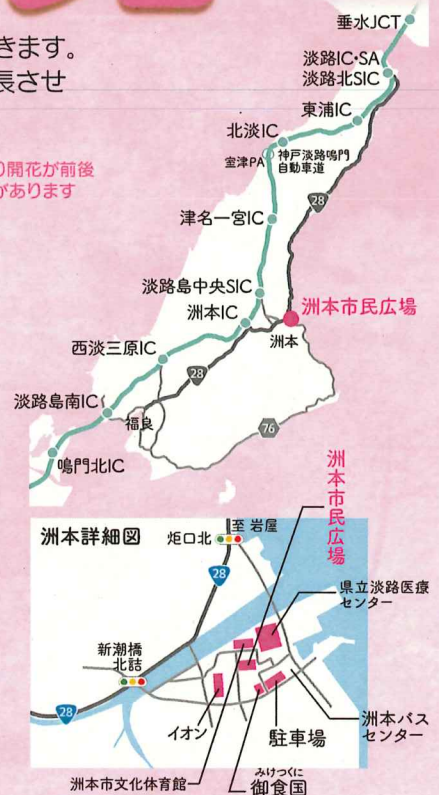 きます。
長させ
の開花が前後
があります
垂水JCT
淡路IC・SA
淡路北SIC
東浦IC
北淡IC
室津PA
神戸淡路鳴門
自動車道
28
津名一宮IC
淡路島中央SIC
洲本市民広場
洲本IC
洲本
西淡三原IC
28
淡路島南IC
福良
76
鳴門北IC
洲本市民広場
洲本詳細図
炬口北
至 岩屋
28
県立淡路医療
センター
新潮橋
北詰
28
イオン
駐車場
洲本バス
センター
洲本市文化体育館
みけつくに
御食国